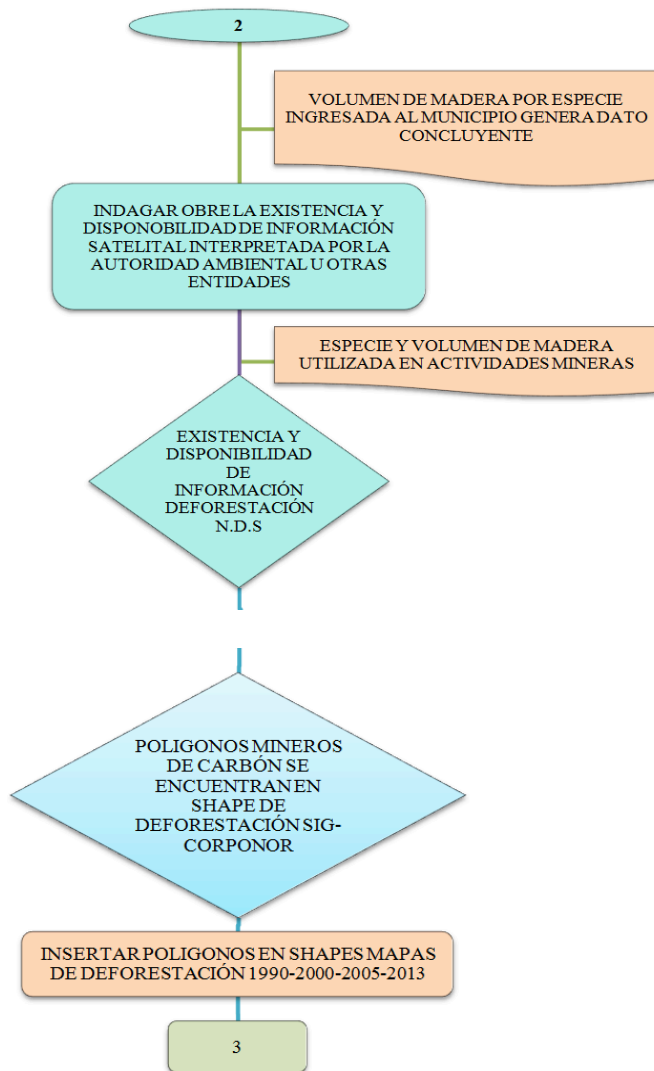 2
VOLUMEN DE MADERA POR ESPECIE
INGRESADA AL MUNICIPIO GENERA DATO
CONCLUYENTE
INDAGAR OBRE LA EXISTENCIA Y
DISPONOBILIDAD DE INFORMACIÓN
SATELITAL INTERPRETADA POR LA
AUTORIDAD AMBIENTAL U OTRAS
ENTIDADES
ESPECIE Y VOLUMEN DE MADERA
UTILIZADA EN ACTIVIDADES MINERAS
EXISTENCIA Y
DISPONIBILIDAD
DE
INFORMACIÓN
DEFORESTACIÓN
N.D.S
POLIGONOS MINEROS
DE CARBÓN SE
ENCUENTRAN EN
SHAPE DE
DEFORESTACIÓN SIG-
CORPONOR
INSERTAR POLIGONOS EN SHAPES MAPAS
DE DEFORESTACIÓN 1990-2000-2005-2013
3